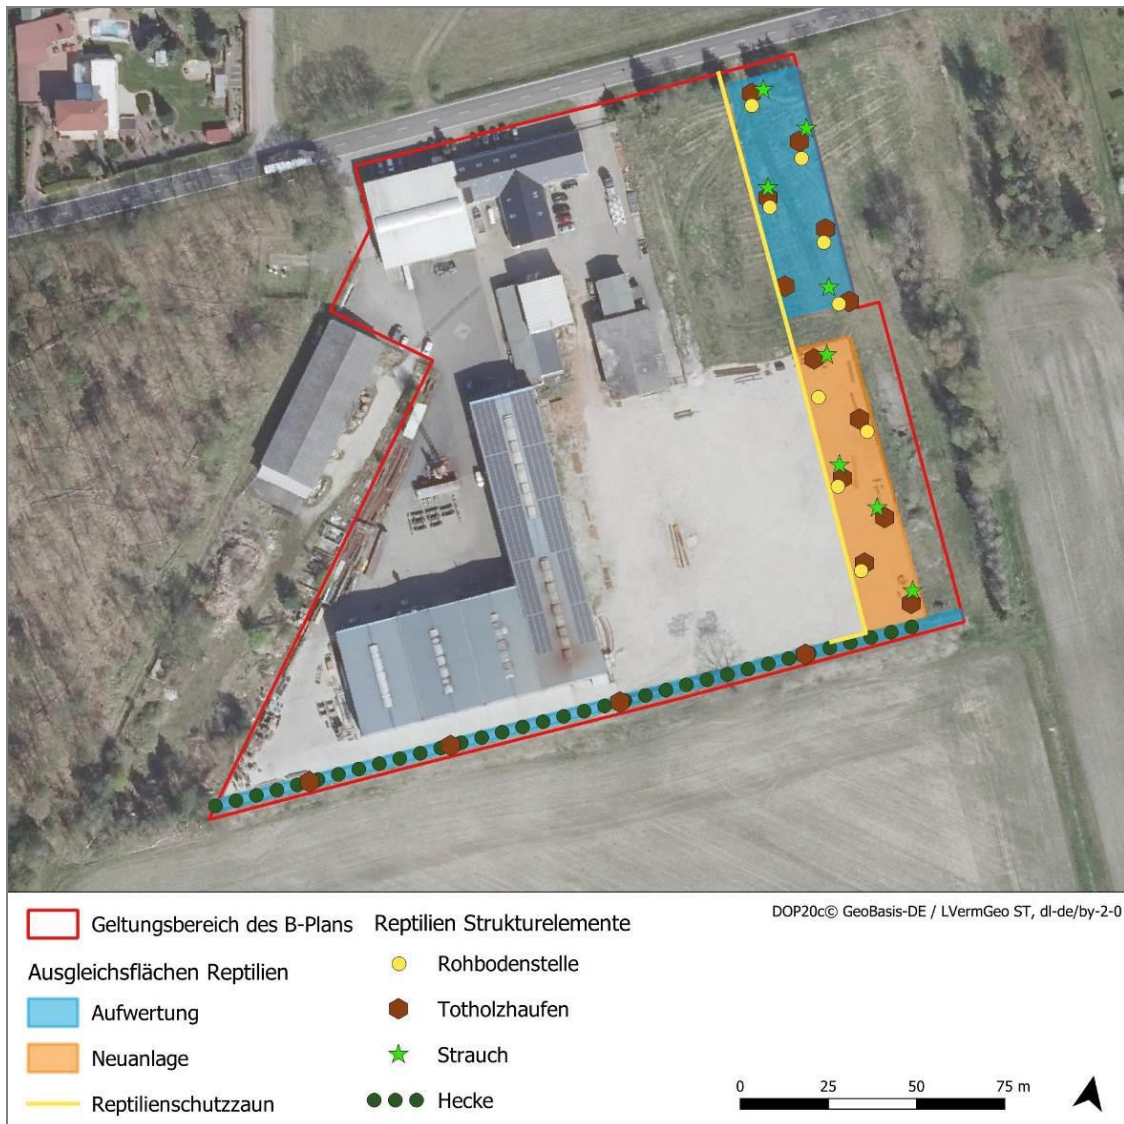 DOP20c© GeoBasis-DE / LVermGeo ST, dl-de/by-2-0
Geltungsbereich des B-Plans
Ausgleichsflächen Reptilien
Aufwertung
Neuanlage
Reptilienschutzzaun
Reptilien Strukturelemente
Rohbodenstelle
Totholzhaufen
Strauch
Hecke
0 25 50 75 m